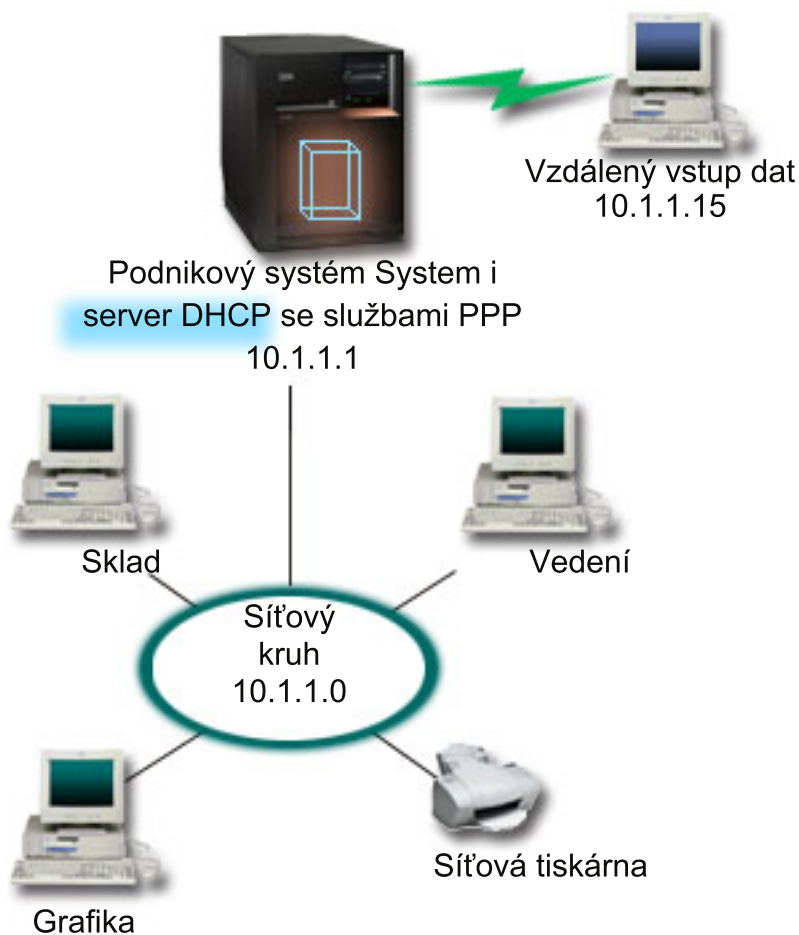 Vzdálený vstup dat
10.1.1.15
Podnikový systém System i
server DHCP se službami PPP
10.1.1.1
Sklad
Vedení
Síťový
kruh
10.1.1.0
Síťová tiskárna
Grafika